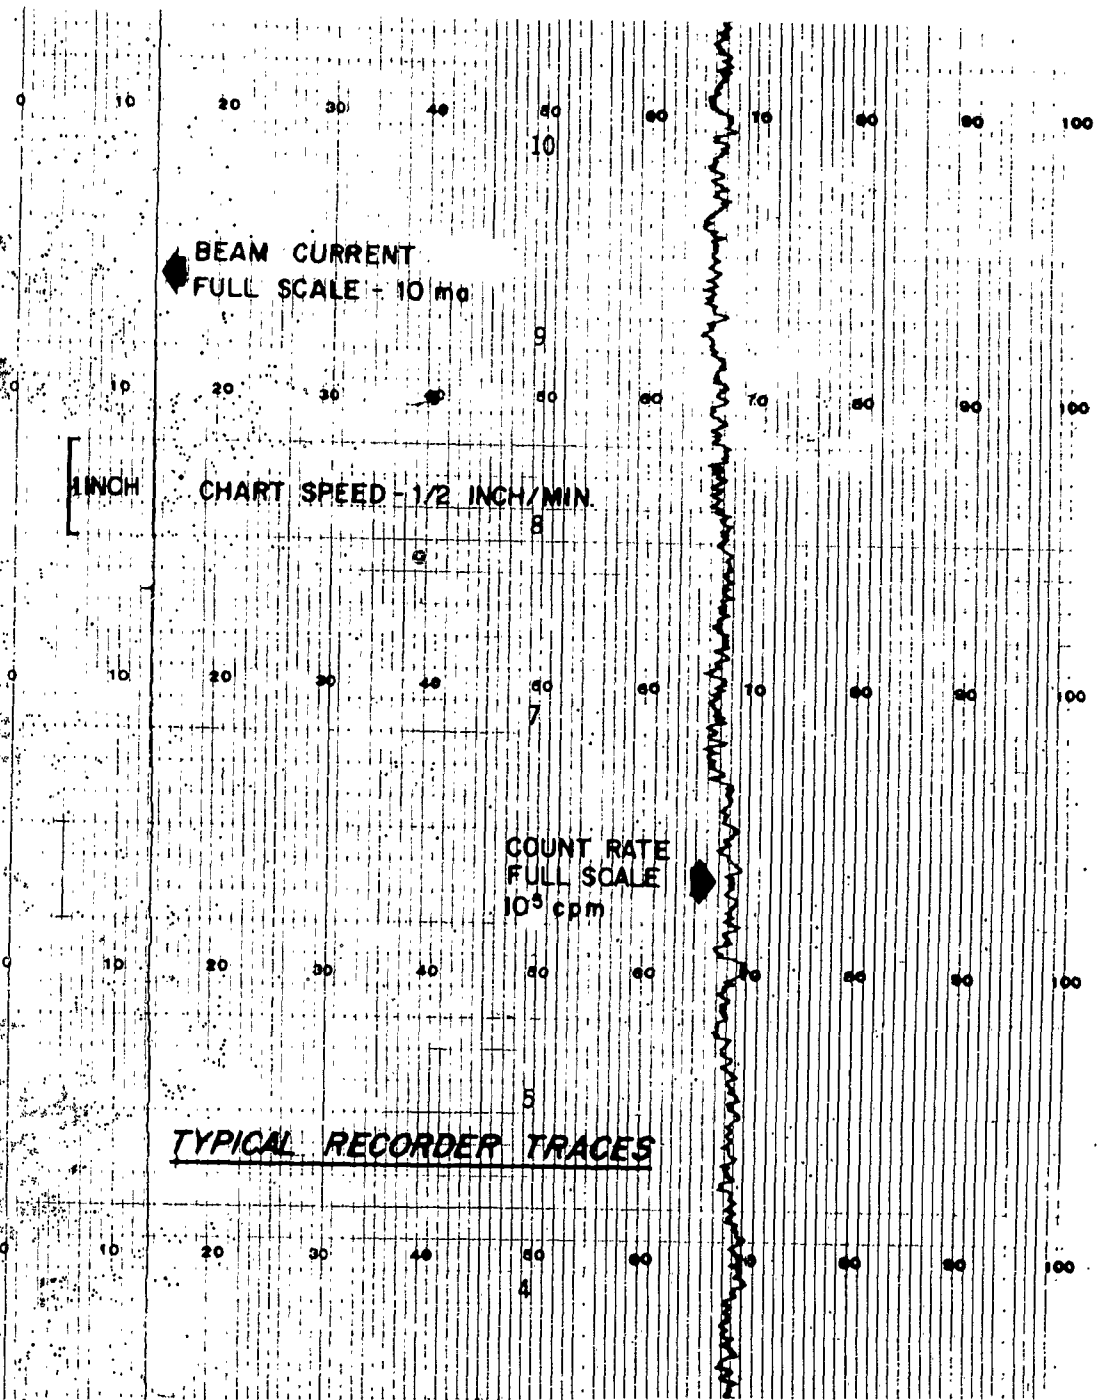 0 10 20 30 40 50 60 70 80 90 100
10
BEAM CURRENT
FULL SCALE - 10 ma
9
0 10 20 30 50 60 70 80 90 100
1 INCH CHART SPEED - 1/2 INCH/MIN.
8
0 10 20 30 40 50 60 70 80 90 100
7
COUNT RATE
FULL SCALE
10⁵ cpm
0 10 20 30 40 50 60 70 80 90 100
5
TYPICAL RECORDER TRACES
0 10 20 30 40 50 60 80 90 100
4